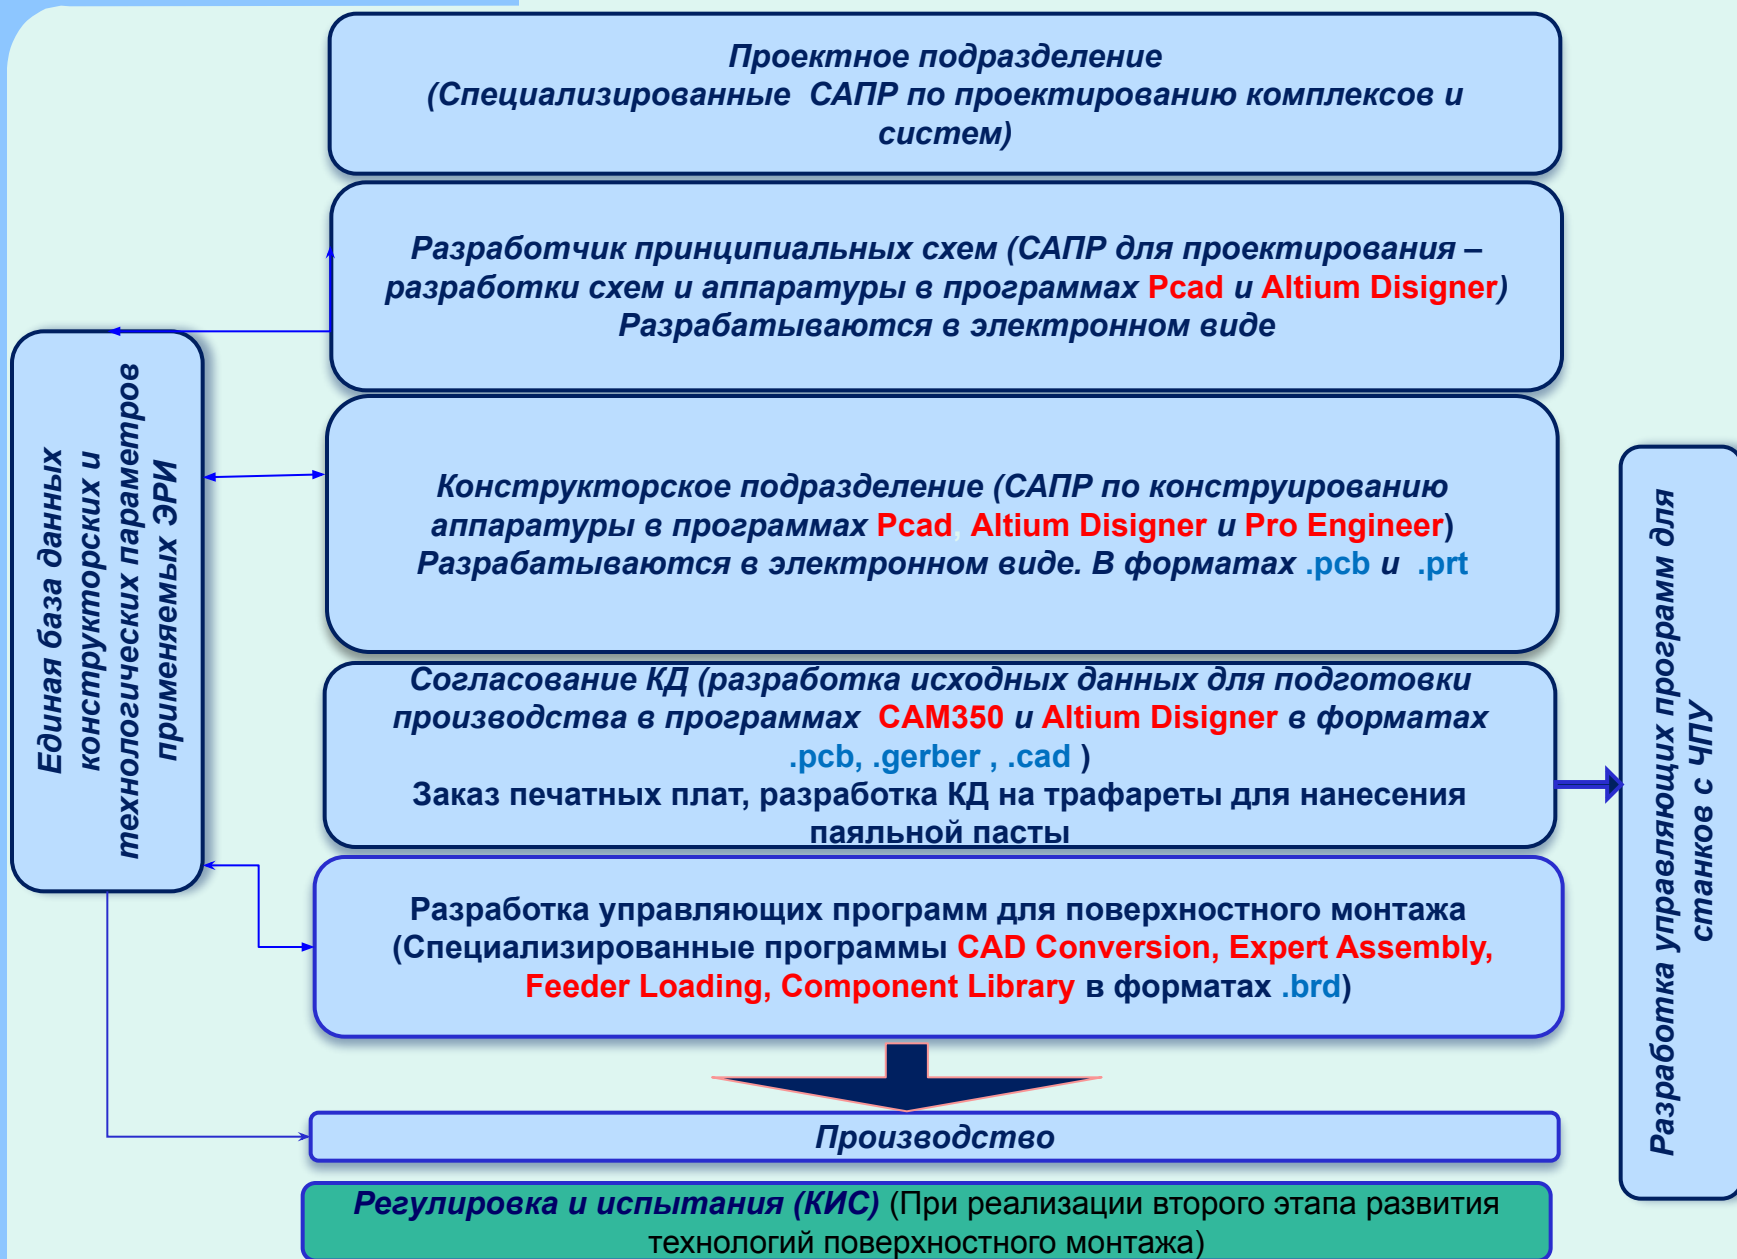 Проектное подразделение
(Специализированные САПР по проектированию комплексов и
систем)
Разработчик принципиальных схем (САПР для проектирования –
разработки схем и аппаратуры в программах Pcad и Altium Disigner)
Разрабатываются в электронном виде
Единая база данных
конструкторских и
технологических параметров
применяемых ЭРИ
Конструкторское подразделение (САПР по конструированию
аппаратуры в программах Pcad, Altium Disigner и Pro Engineer)
Разрабатываются в электронном виде. В форматах .pcb и .prt
Согласование КД (разработка исходных данных для подготовки
производства в программах CAM350 и Altium Disigner в форматах
.pcb, .gerber , .cad )
Заказ печатных плат, разработка КД на трафареты для нанесения
паяльной пасты
Разработка управляющих программ для
станков с ЧПУ
Разработка управляющих программ для поверхностного монтажа
(Специализированные программы CAD Conversion, Expert Assembly,
Feeder Loading, Component Library в форматах .brd)
Производство
Регулировка и испытания (КИС) (При реализации второго этапа развития
технологий поверхностного монтажа)